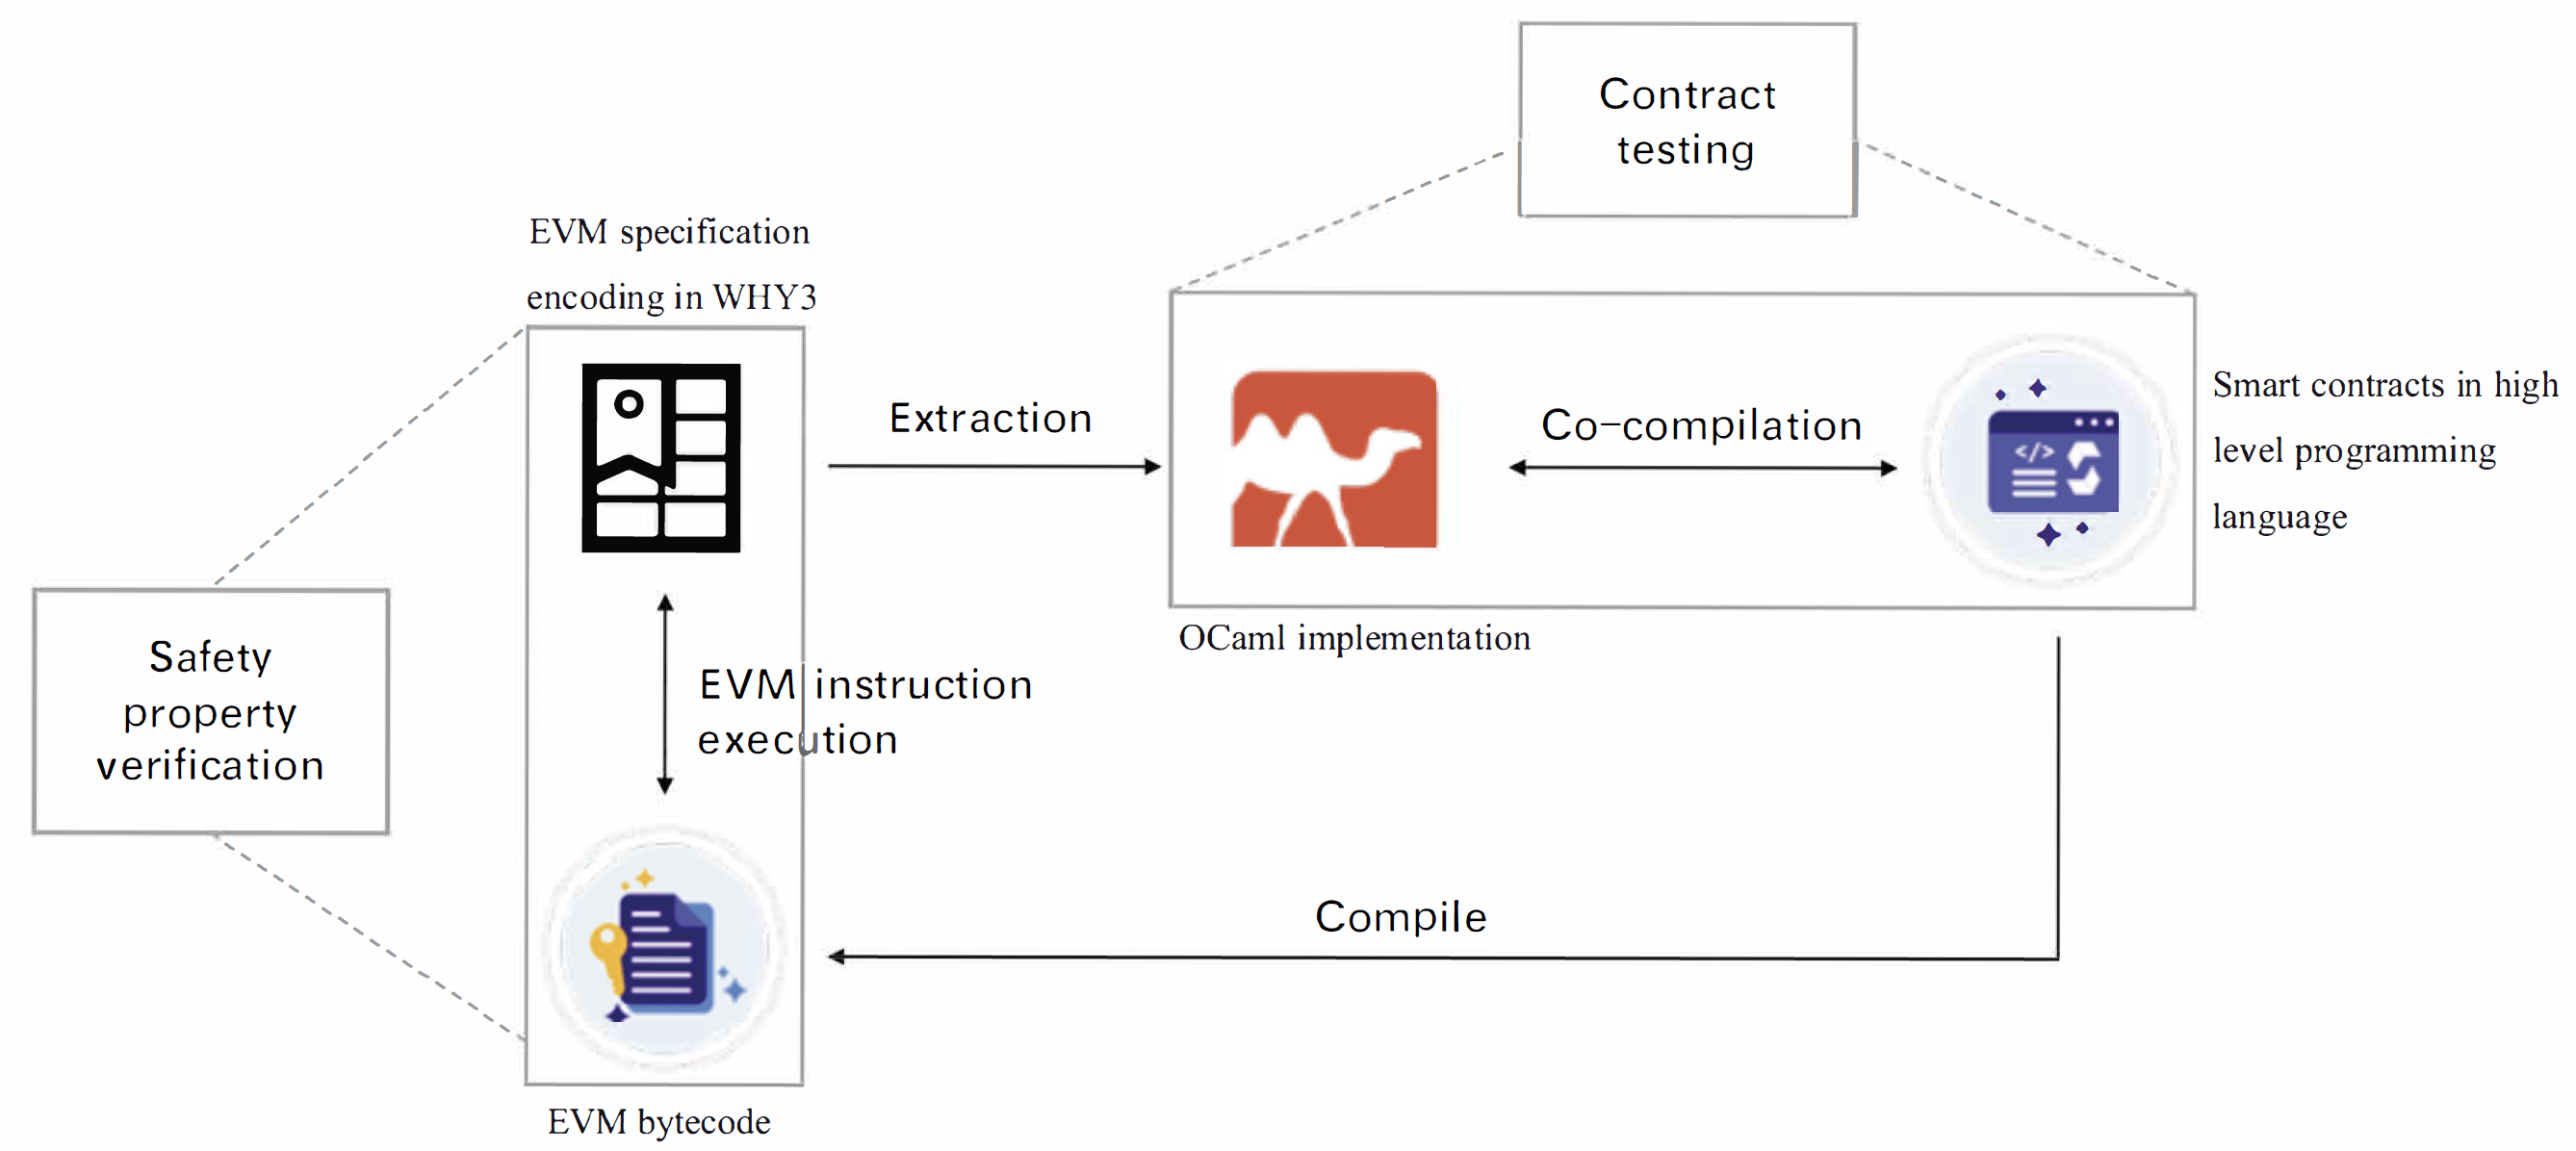 Contract
testing
EVM specification
encoding in WHY3
Extraction
Co-compilation
Smart contracts in high
level programming
language
</>
OCaml implementation
Safety
property
verification
EVM instruction
execution
Compile
EVM bytecode